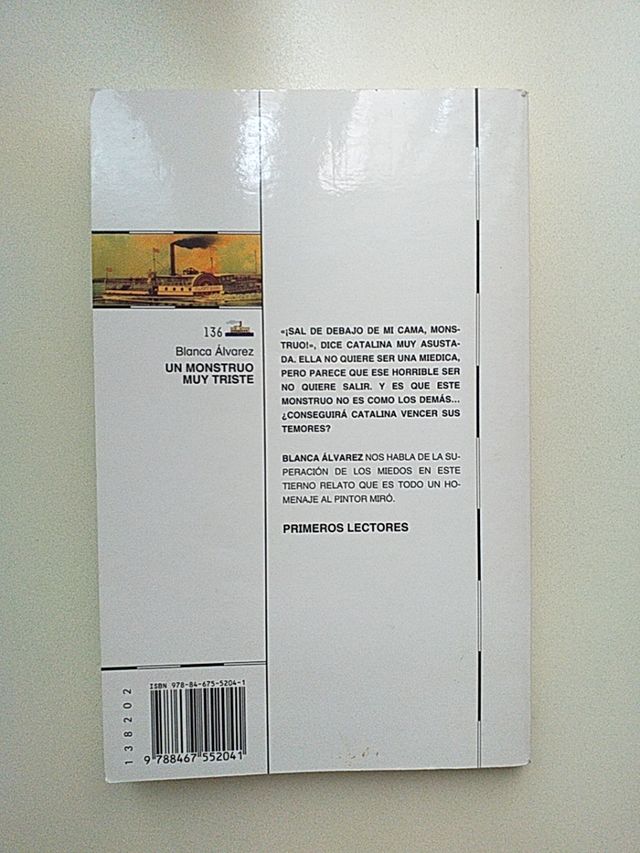 136
Blanca Álvarez
UN MONSTRUO
MUY TRISTE
«¡SAL DE DEBAJO DE MI CAMA, MONS-
TRUO!», DICE CATALINA MUY ASUSTA-
DA. ELLA NO QUIERE SER UNA MIEDICA,
PERO PARECE QUE ESE HORRIBLE SER
NO QUIERE SALIR. Y ES QUE ESTE
MONSTRUO NO ES COMO LOS DEMÁS...
¿CONSEGUIRÁ CATALINA VENCER SUS
TEMORES?
BLANCA ÁLVAREZ NOS HABLA DE LA SU-
PERACIÓN DE LOS MIEDOS EN ESTE
TIERNO RELATO QUE ES TODO UN HO-
MENAJE AL PINTOR MIRÓ.
PRIMEROS LECTORES
138202
ISBN 978-84-675-5204-1
9 788467 552041